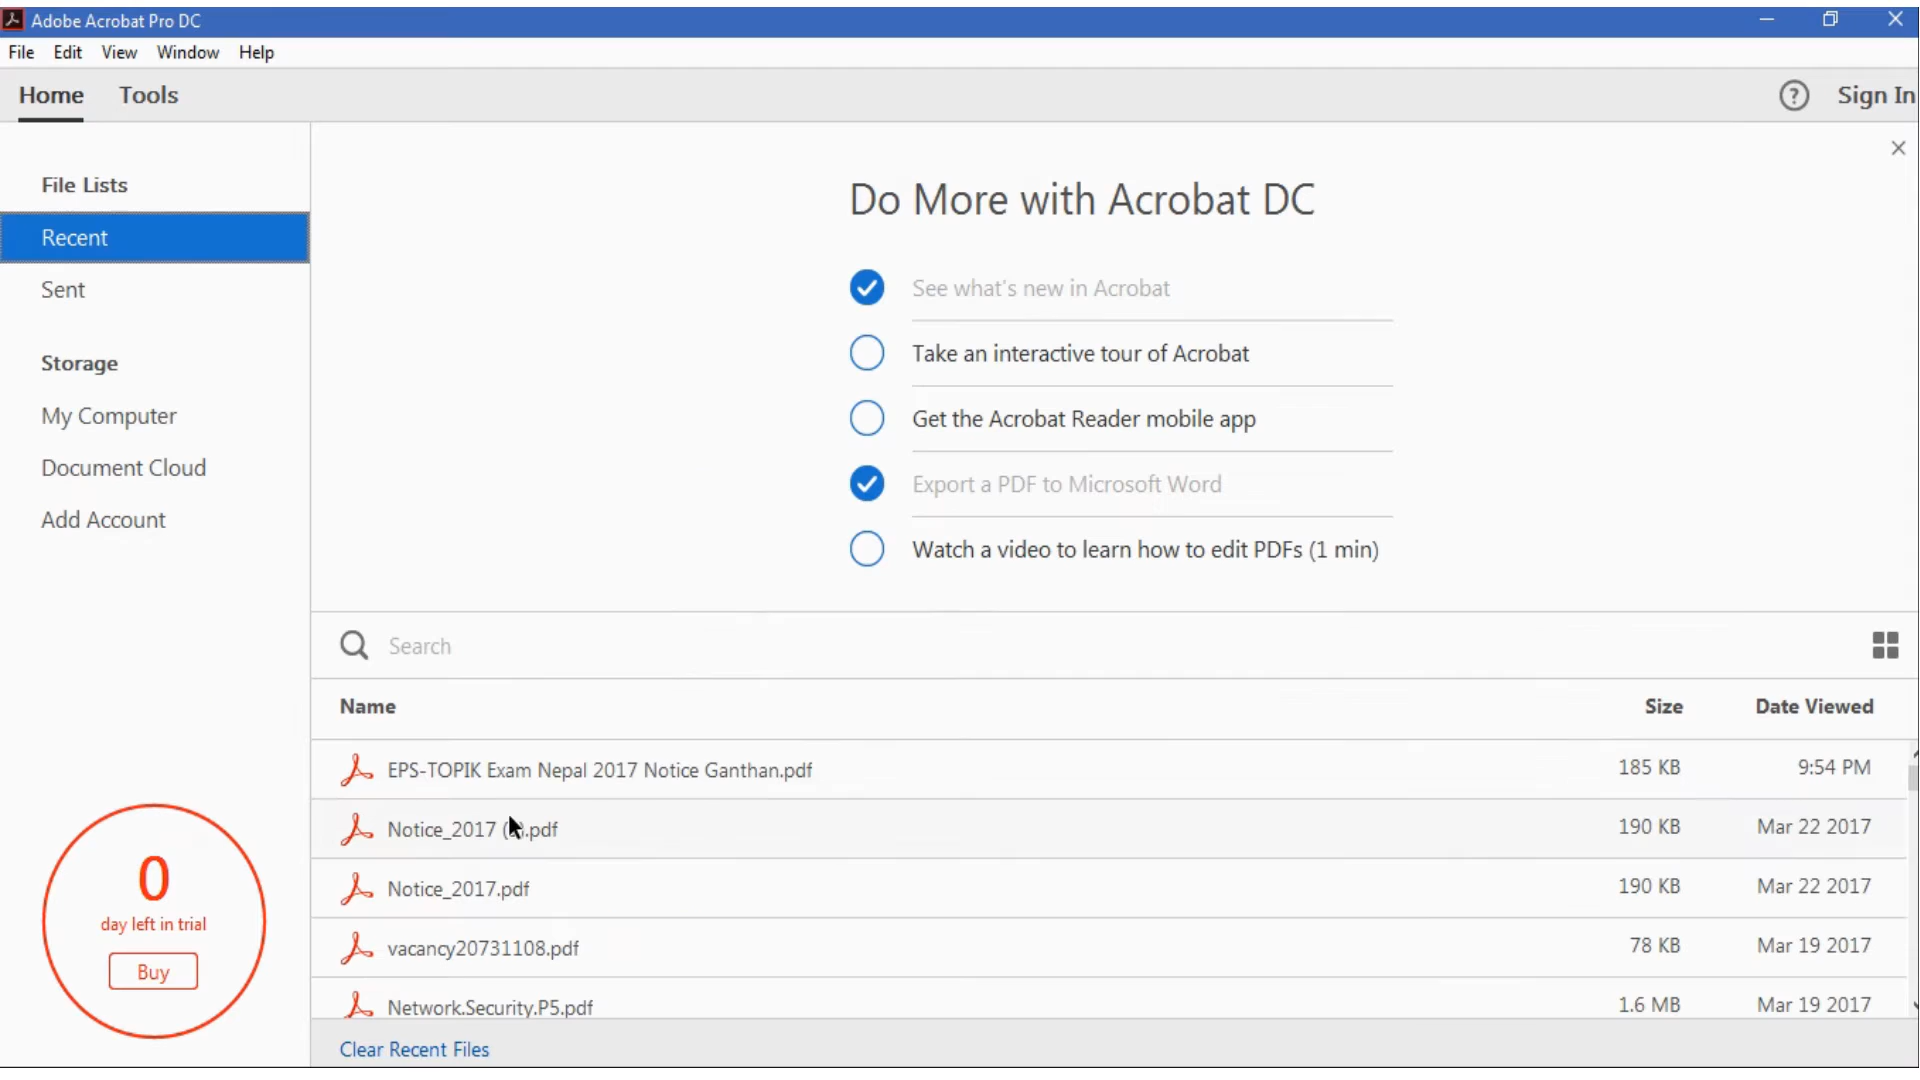 Adobe Acrobat Pro DC
File Edit View Window Help
Home Tools
? Sign In
File Lists
Recent
Sent
Storage
My Computer
Document Cloud
Add Account
0
day left in trial
Buy
Do More with Acrobat DC
See what's new in Acrobat
Take an interactive tour of Acrobat
Get the Acrobat Reader mobile app
Export a PDF to Microsoft Word
Watch a video to learn how to edit PDFs (1 min)
Search
Name Size Date Viewed
EPS-TOPIK Exam Nepal 2017 Notice Ganthan.pdf 185 KB 9:54 PM
Notice_2017 .pdf 190 KB Mar 22 2017
Notice_2017.pdf 190 KB Mar 22 2017
vacancy20731108.pdf 78 KB Mar 19 2017
Network.Security.P5.pdf 1.6 MB Mar 19 2017
Clear Recent Files